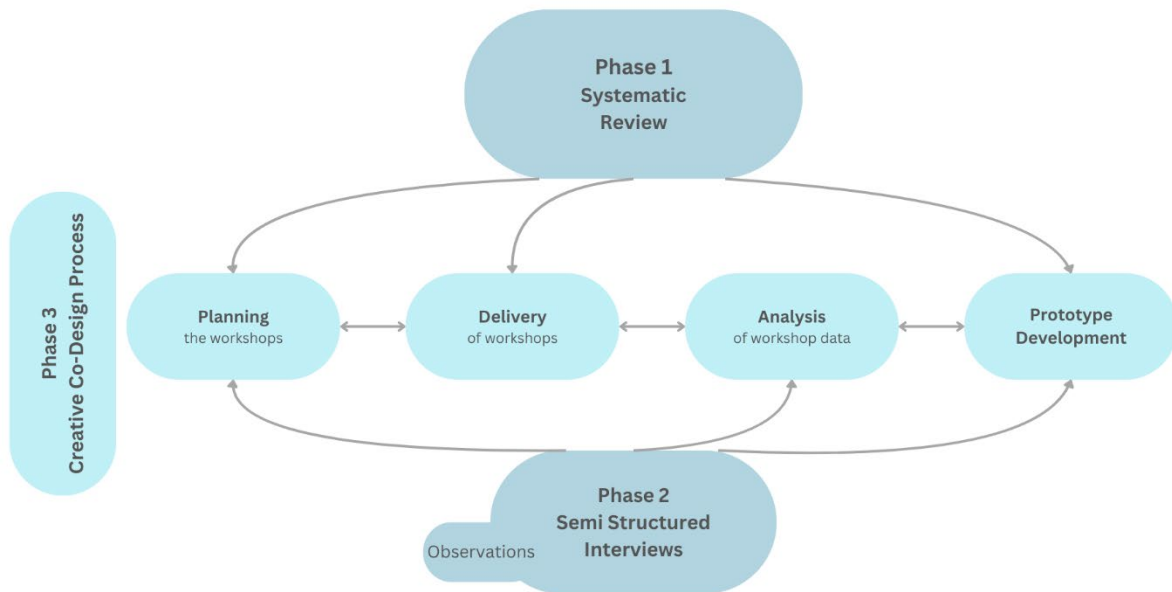 Phase 1
Systematic
Review
Phase 3
Creative Co-Design Process
Planning
the workshops
Delivery
of workshops
Analysis
of workshop data
Prototype
Development
Phase 2
Semi Structured
Interviews
Observations